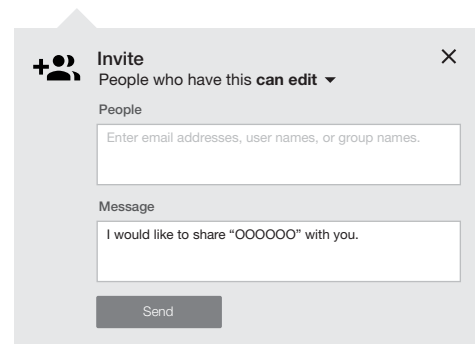 Invite
People who have this can edit
People
Enter email addresses, user names, or group names.
Message
I would like to share “OOOOOO” with you.
Send